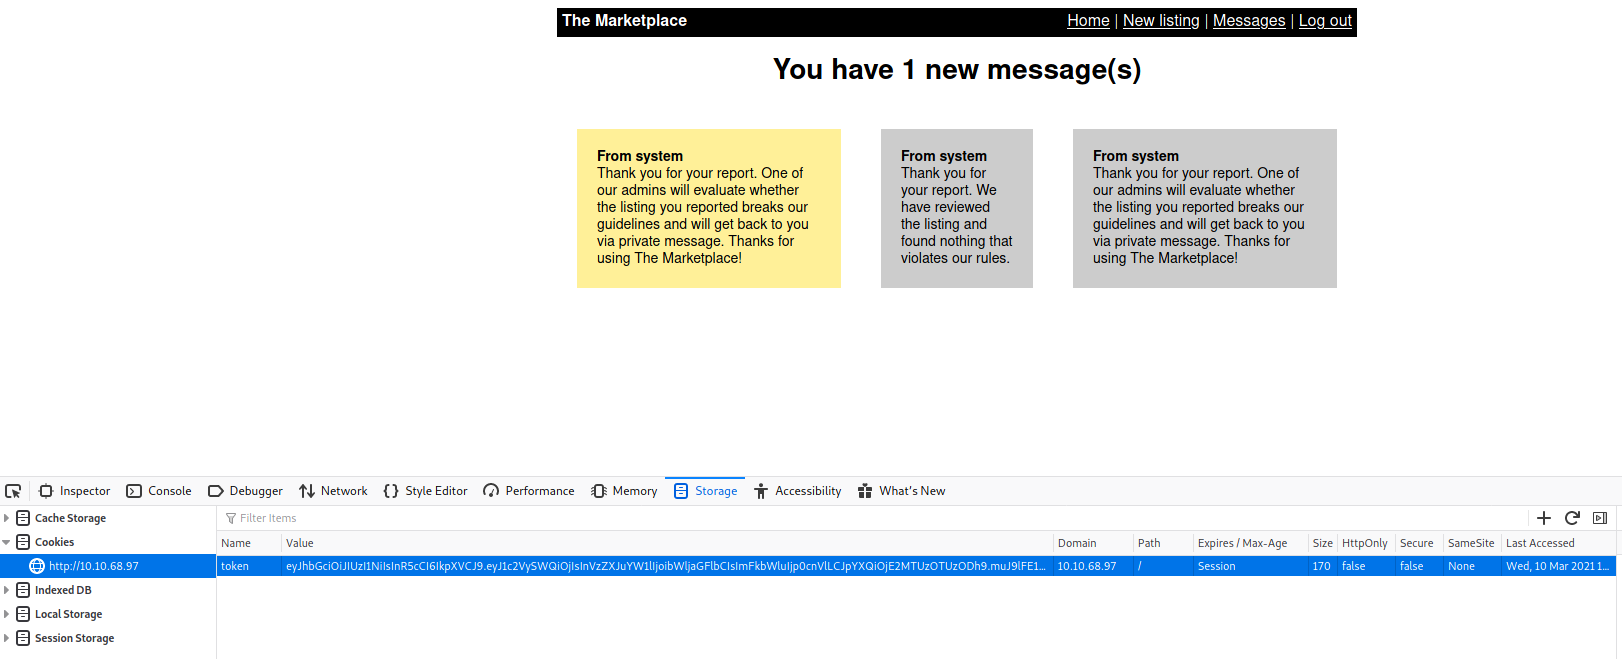 The Marketplace
Home | New listing | Messages | Log out
You have 1 new message(s)
From system
Thank you for your report. One of
our admins will evaluate whether
the listing you reported breaks our
guidelines and will get back to you
via private message. Thanks for
using The Marketplace!
From system
Thank you for
your report. We
have reviewed
the listing and
found nothing that
violates our rules.
From system
Thank you for your report. One of
our admins will evaluate whether
the listing you reported breaks our
guidelines and will get back to you
via private message. Thanks for
using The Marketplace!
Inspector Console Debugger Network Style Editor Performance Memory Storage Accessibility What's New
Cache Storage
Cookies
http://10.10.68.97
Indexed DB
Local Storage
Session Storage
Filter Items
Name Value Domain Path Expires / Max-Age Size HttpOnly Secure SameSite Last Accessed
token eyJhbGciOiJIUzI1NiIsInR5cCI6IkpXVCJ9.eyJ1c2VySWQiOjIsInVzZXJuYW1lIjoibWljaGFlbCIsImFkbWluIjp0cnVlLCJpYXQiOjE2MTUzOTUzODh9.muJ9lFE1... 10.10.68.97 / Session 170 false false None Wed, 10 Mar 2021 1...